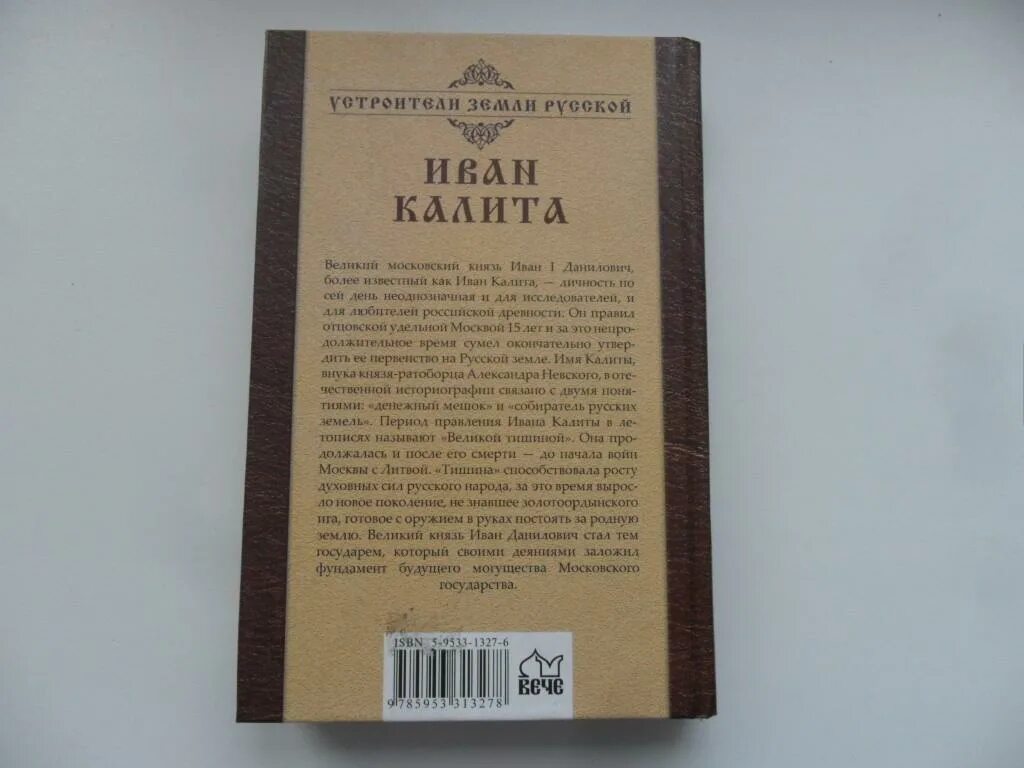 УСТРОИТЕЛИ ЗЕМЛИ РУССКОЙ
ИВАН
КАЛИТА
Великий московский князь Иван I Данилович,
более известный как Иван Калита, — личность по
сей день неоднозначная и для исследователей, и
для любителей российской древности. Он правил
отцовской удельной Москвой 15 лет и за это непро-
должительное время сумел окончательно утвер-
дить ее первенство на Русской земле. Имя Калиты,
внука князя-ратоборца Александра Невского, в оте-
чественной историографии связано с двумя поня-
тиями: «денежный мешок» и «собиратель русских
земель». Период правления Ивана Калиты в ле-
тописях называют «Великой тишиной». Она про-
должалась и после его смерти — до начала войн
Москвы с Литвой. «Тишина» способствовала росту
духовных сил русского народа, за это время вырос-
ло новое поколение, не знавшее золотоордынского
ига, готовое с оружием в руках постоять за родную
землю. Великий князь Иван Данилович стал тем
государем, который своими деяниями заложил
фундамент будущего могущества Московского
государства.
ISBN 5-9533-1327-6
9 785953 313278
ВЕЧЕ